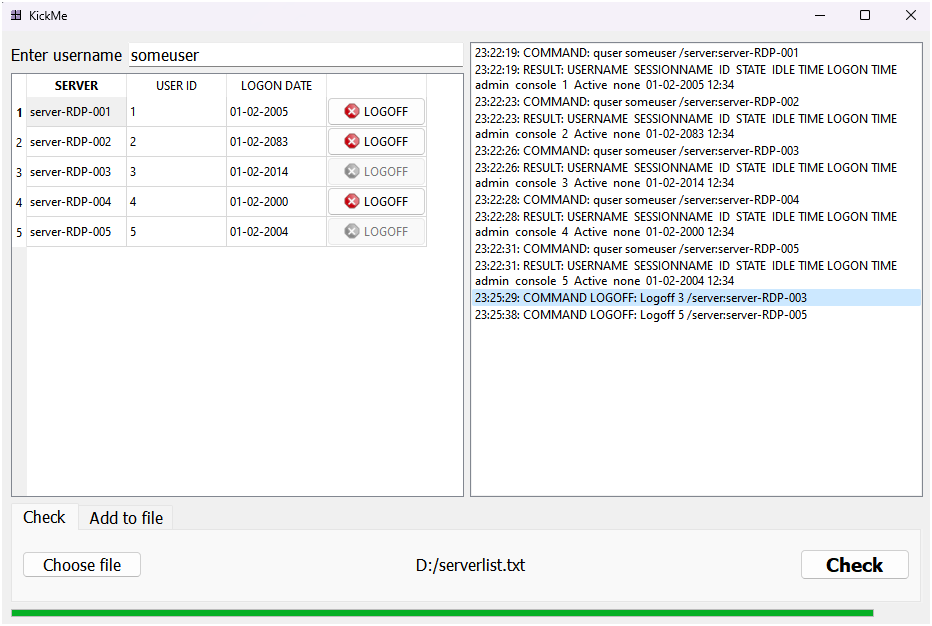 KickMe
Enter username someuser
SERVER USER ID LOGON DATE
1 server-RDP-001 1 01-02-2005 LOGOFF
2 server-RDP-002 2 01-02-2083 LOGOFF
3 server-RDP-003 3 01-02-2014 LOGOFF
4 server-RDP-004 4 01-02-2000 LOGOFF
5 server-RDP-005 5 01-02-2004 LOGOFF
23:22:19: COMMAND: quser someuser /server:server-RDP-001
23:22:19: RESULT: USERNAME SESSIONNAME ID STATE IDLE TIME LOGON TIME
admin console 1 Active none 01-02-2005 12:34
23:22:23: COMMAND: quser someuser /server:server-RDP-002
23:22:23: RESULT: USERNAME SESSIONNAME ID STATE IDLE TIME LOGON TIME
admin console 2 Active none 01-02-2083 12:34
23:22:26: COMMAND: quser someuser /server:server-RDP-003
23:22:26: RESULT: USERNAME SESSIONNAME ID STATE IDLE TIME LOGON TIME
admin console 3 Active none 01-02-2014 12:34
23:22:28: COMMAND: quser someuser /server:server-RDP-004
23:22:28: RESULT: USERNAME SESSIONNAME ID STATE IDLE TIME LOGON TIME
admin console 4 Active none 01-02-2000 12:34
23:22:31: COMMAND: quser someuser /server:server-RDP-005
23:22:31: RESULT: USERNAME SESSIONNAME ID STATE IDLE TIME LOGON TIME
admin console 5 Active none 01-02-2004 12:34
23:25:29: COMMAND LOGOFF: Logoff 3 /server:server-RDP-003
23:25:38: COMMAND LOGOFF: Logoff 5 /server:server-RDP-005
Check Add to file
Choose file D:/serverlist.txt Check